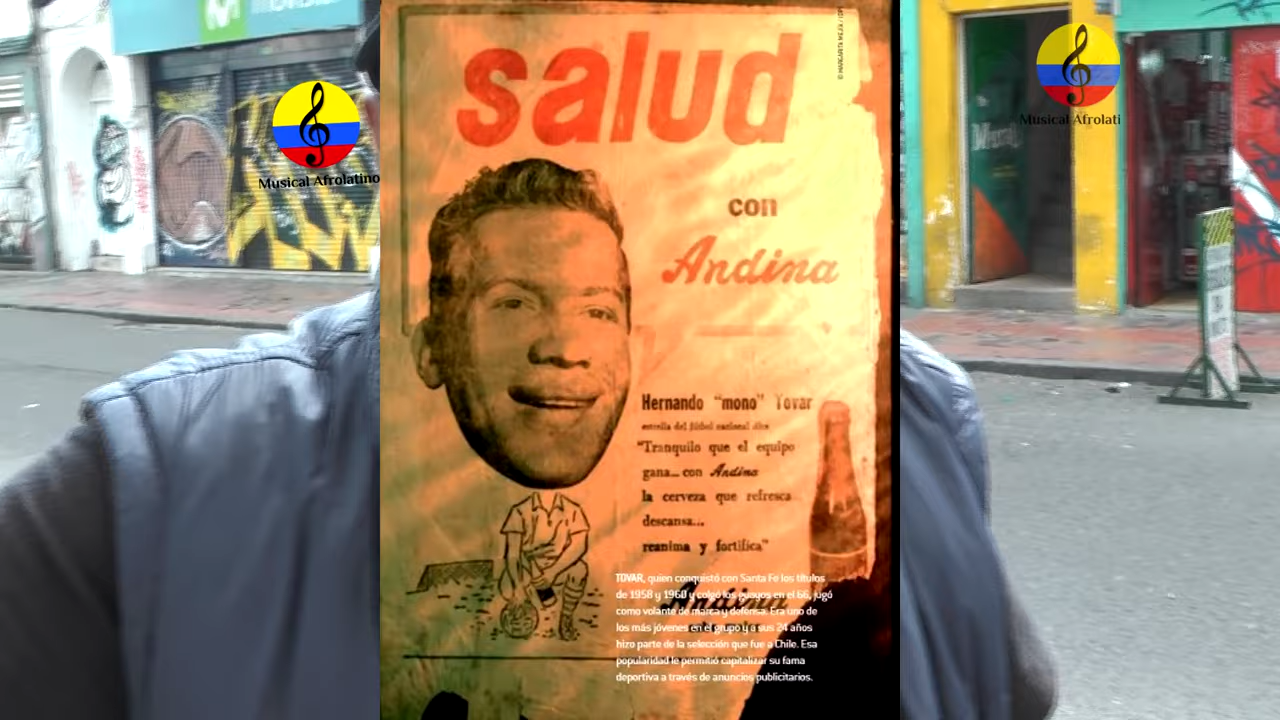 salud
con
Andina
Hernando "mono" Tovar
estrella del fútbol nacional dice
"Tranquilo que el equipo
gana... con Andina
la cerveza que refresca
descansa...
reanima y fortifica"
Andina
TOVAR, quien conquistó con Santa Fe los títulos
de 1958 y 1960 y colgó los guayos en el 66, jugó
como volante de marca y defensa. Era uno de
los más jóvenes en el grupo y a sus 24 años
hizo parte de la selección que fue a Chile. Esa
popularidad le permitió capitalizar su fama
deportiva a través de anuncios publicitarios.
Musical Afrolatino
Musical Afrolati